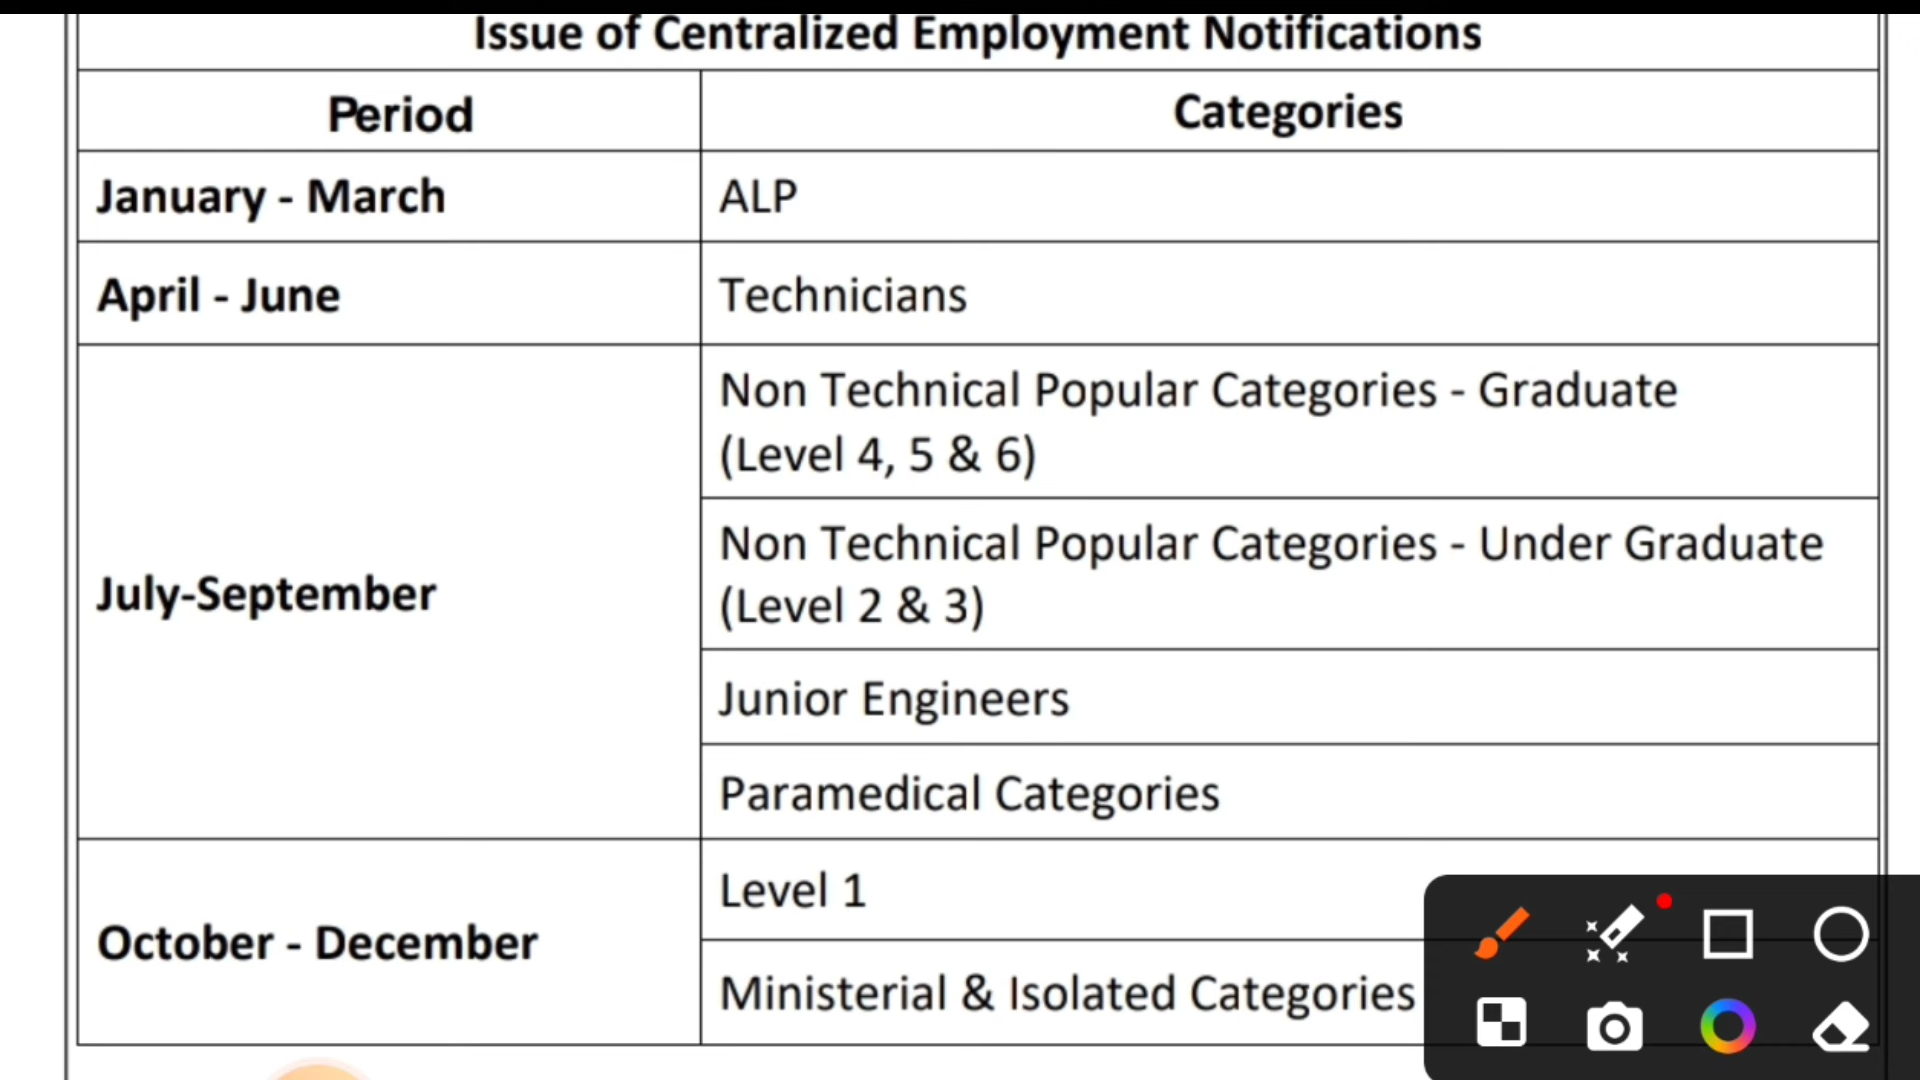 Issue of Centralized Employment Notifications
Period
Categories
January - March
ALP
April - June
Technicians
July-September
Non Technical Popular Categories - Graduate
(Level 4, 5 & 6)
Non Technical Popular Categories - Under Graduate
(Level 2 & 3)
Junior Engineers
Paramedical Categories
October - December
Level 1
Ministerial & Isolated Categories